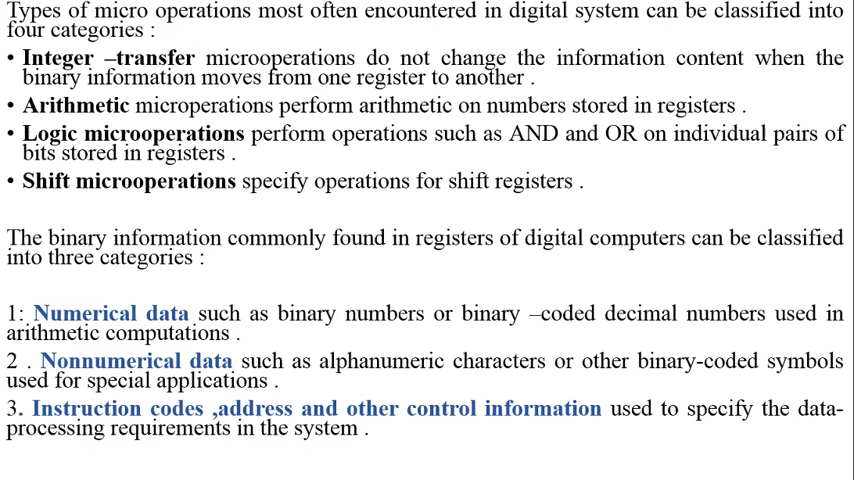 Types of micro operations most often encountered in digital system can be classified into
four categories :
• Integer –transfer microoperations do not change the information content when the
binary information moves from one register to another .
• Arithmetic microperations perform arithmetic on numbers stored in registers .
• Logic microoperations perform operations such as AND and OR on individual pairs of
bits stored in registers .
• Shift microoperations specify operations for shift registers .
The binary information commonly found in registers of digital computers can be classified
into three categories :
1: Numerical data such as binary numbers or binary –coded decimal numbers used in
arithmetic computations .
2 . Nonnumerical data such as alphanumeric characters or other binary-coded symbols
used for special applications .
3. Instruction codes ,address and other control information used to specify the data-
processing requirements in the system .